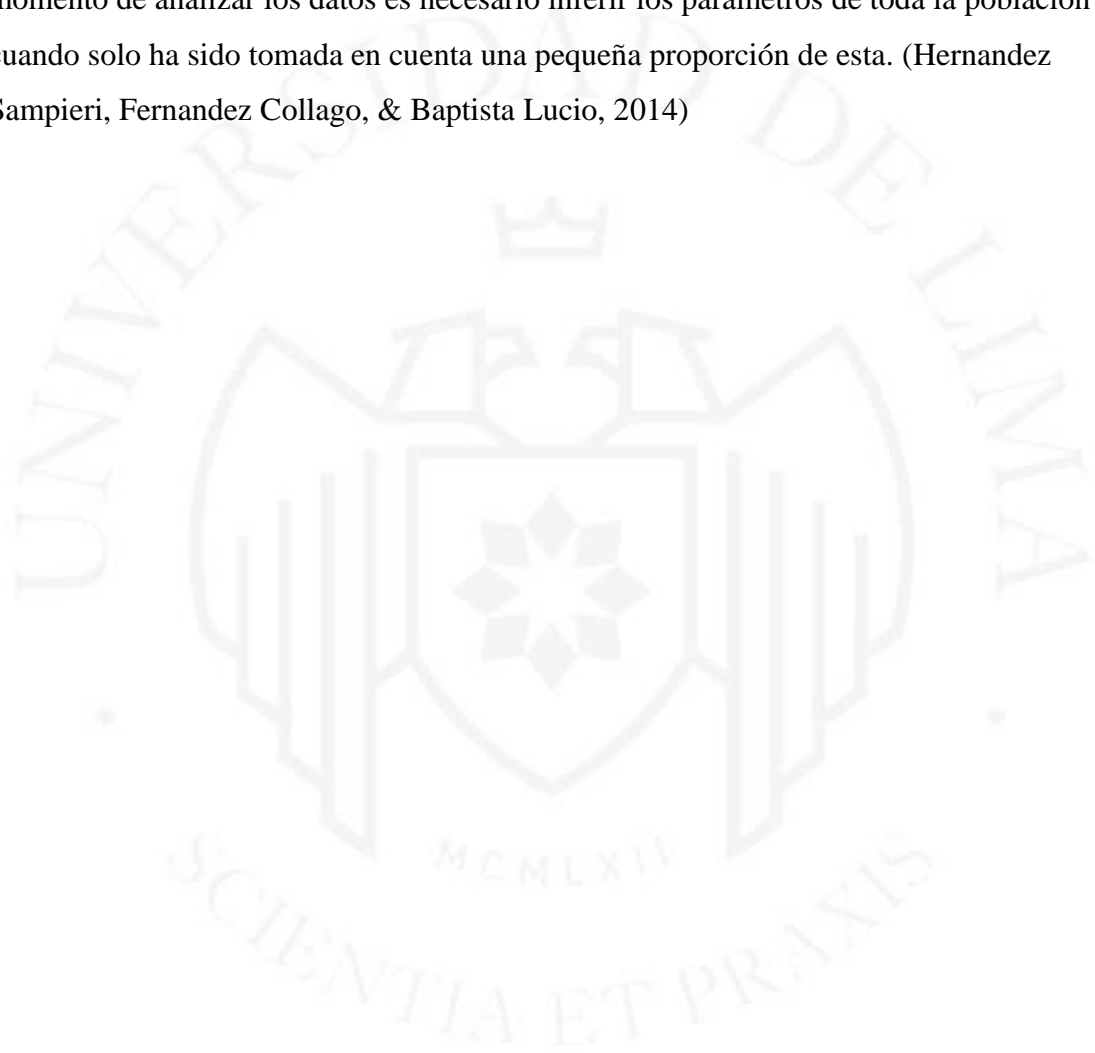 momento de analizar los datos es necesario inferir los parámetros de toda la población
cuando solo ha sido tomada en cuenta una pequeña proporción de esta. (Hernandez
Sampieri, Fernandez Collago, & Baptista Lucio, 2014)
UNIVERSIDAD DE LIMA
MCMLXII
SCIENTIA ET PRAXIS